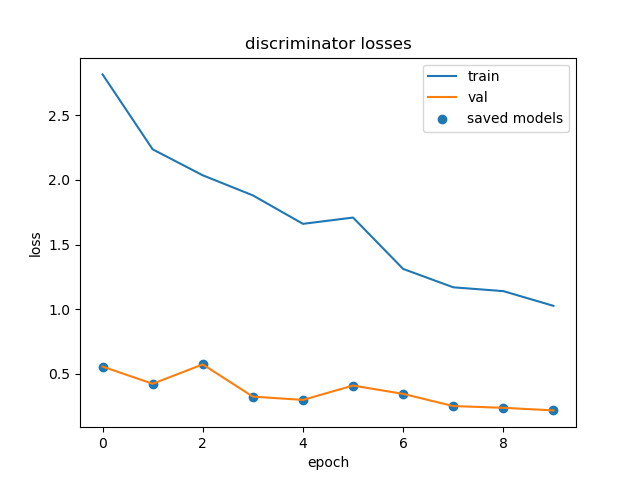 discriminator losses
train
val
saved models
2.5
2.0
1.5
1.0
0.5
loss
0 2 4 6 8
epoch